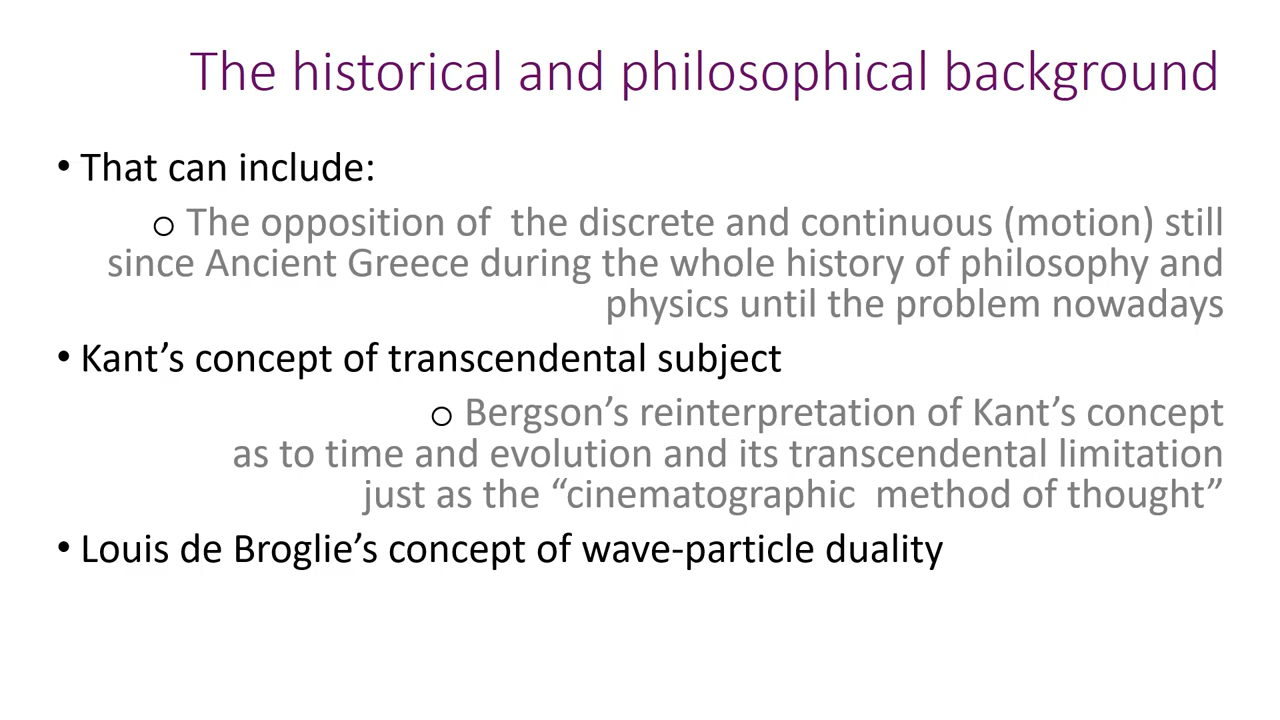 The historical and philosophical background
• That can include:
o The opposition of  the discrete and continuous (motion) still
since Ancient Greece during the whole history of philosophy and
physics until the problem nowadays
• Kant’s concept of transcendental subject
o Bergson’s reinterpretation of Kant’s concept
as to time and evolution and its transcendental limitation
just as the “cinematographic  method of thought”
• Louis de Broglie’s concept of wave-particle duality